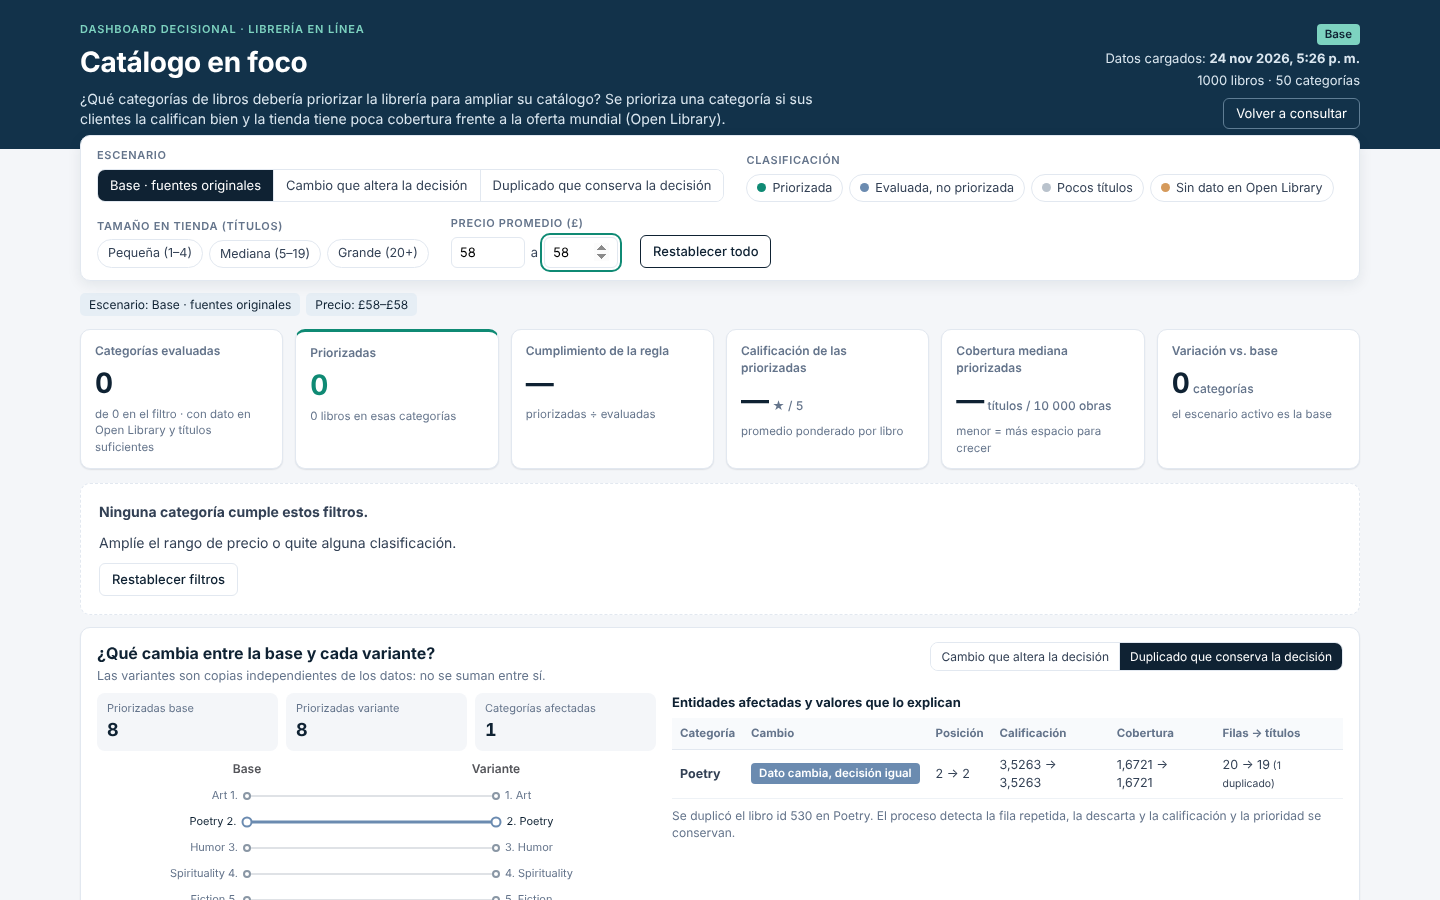 DASHBOARD DECISIONAL · LIBRERÍA EN LÍNEA
Catálogo en foco
¿Qué categorías de libros debería priorizar la librería para ampliar su catálogo? Se prioriza una categoría si sus
clientes la califican bien y la tienda tiene poca cobertura frente a la oferta mundial (Open Library).
Base
Datos cargados: 24 nov 2026, 5:26 p. m.
1000 libros · 50 categorías
Volver a consultar
ESCENARIO
Base · fuentes originales
Cambio que altera la decisión
Duplicado que conserva la decisión
CLASIFICACIÓN
Priorizada
Evaluada, no priorizada
Pocos títulos
Sin dato en Open Library
TAMAÑO EN TIENDA (TÍTULOS)
Pequeña (1–4)
Mediana (5–19)
Grande (20+)
PRECIO PROMEDIO (£)
58 a 58
Restablecer todo
Escenario: Base · fuentes originales
Precio: £58–£58
Categorías evaluadas
0
de 0 en el filtro · con dato en
Open Library y títulos
suficientes
Priorizadas
0
0 libros en esas categorías
Cumplimiento de la regla
—
priorizadas ÷ evaluadas
Calificación de las
priorizadas
— ★ / 5
promedio ponderado por libro
Cobertura mediana
priorizadas
— títulos / 10 000 obras
menor = más espacio para
crecer
Variación vs. base
0 categorías
el escenario activo es la base
Ninguna categoría cumple estos filtros.
Amplíe el rango de precio o quite alguna clasificación.
Restablecer filtros
¿Qué cambia entre la base y cada variante?
Las variantes son copias independientes de los datos: no se suman entre sí.
Cambio que altera la decisión
Duplicado que conserva la decisión
Priorizadas base
8
Priorizadas variante
8
Categorías afectadas
1
Base Variante
Art 1. 1. Art
Poetry 2. 2. Poetry
Humor 3. 3. Humor
Spirituality 4. 4. Spirituality
Fiction 5. 5. Fiction
Entidades afectadas y valores que lo explican
Categoría Cambio Posición Calificación Cobertura Filas → títulos
Poetry Dato cambia, decisión igual 2 → 2 3,5263 → 1,6721 → 20 → 19 (1
3,5263 1,6721 duplicado)
Se duplicó el libro id 530 en Poetry. El proceso detecta la fila repetida, la descarta y la calificación y la prioridad se
conservan.